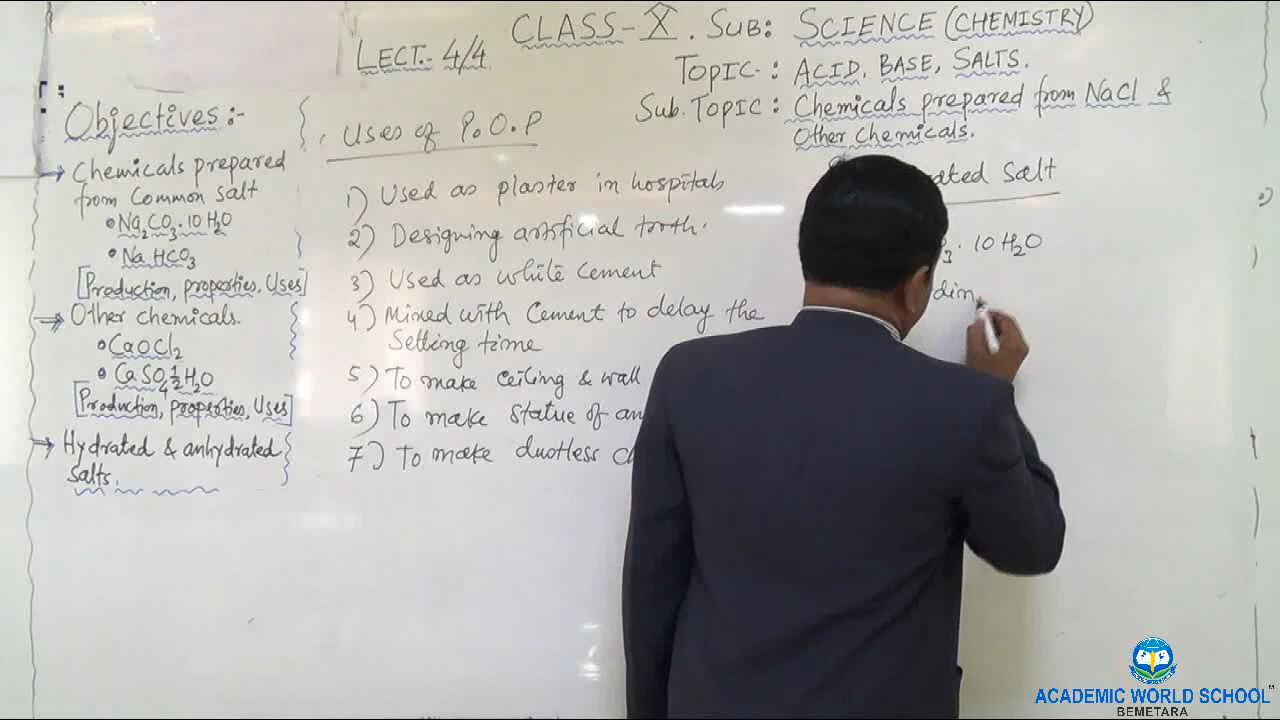 LECT.- 4/4
CLASS-X. SUB: SCIENCE (CHEMISTRY)
TOPIC : ACID, BASE, SALTS.
SUB.TOPIC : Chemicals prepared from NaCl &
Other Chemicals.
Objectives :-
→ Chemicals prepared
from Common salt
• Na2CO3.10H2O
• NaHCO3
[Production, properties, Uses]
⇒ Other chemicals.
• CaOCl2
• CaSO4 1/2 H2O
[Production, properties, Uses]
→ Hydrated & anhydrated
Salts.
Uses of P.O.P
1) Used as plaster in hospitals
2) Designing artificial tooth.
3) Used as white cement
4) Mixed with Cement to delay the
Setting time
5) To make ceiling & wall
6) To make statue of
7) To make dustless
Salt
3. 10 H2O
ACADEMIC WORLD SCHOOL
BEMETARA